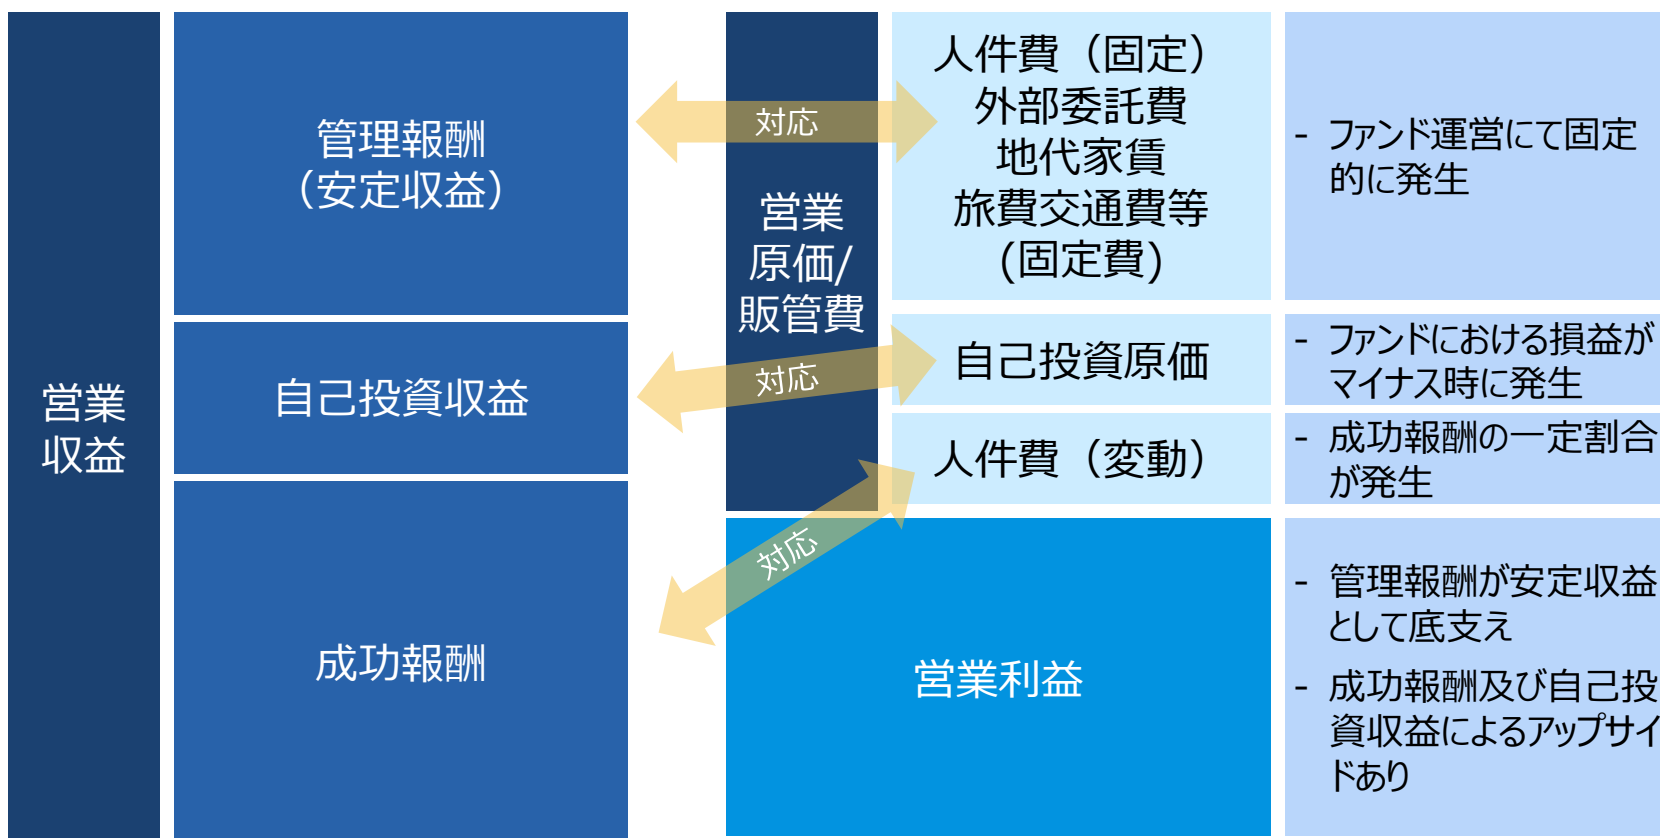 営業
収益
管理報酬
（安定収益）
自己投資収益
成功報酬
対応
対応
対応
営業
原価/
販管費
人件費（固定）
外部委託費
地代家賃
旅費交通費等
(固定費)
自己投資原価
人件費（変動）
営業利益
- ファンド運営にて固定
的に発生
- ファンドにおける損益が
マイナス時に発生
- 成功報酬の一定割合
が発生
- 管理報酬が安定収益
として底支え
- 成功報酬及び自己投
資収益によるアップサイ
ドあり